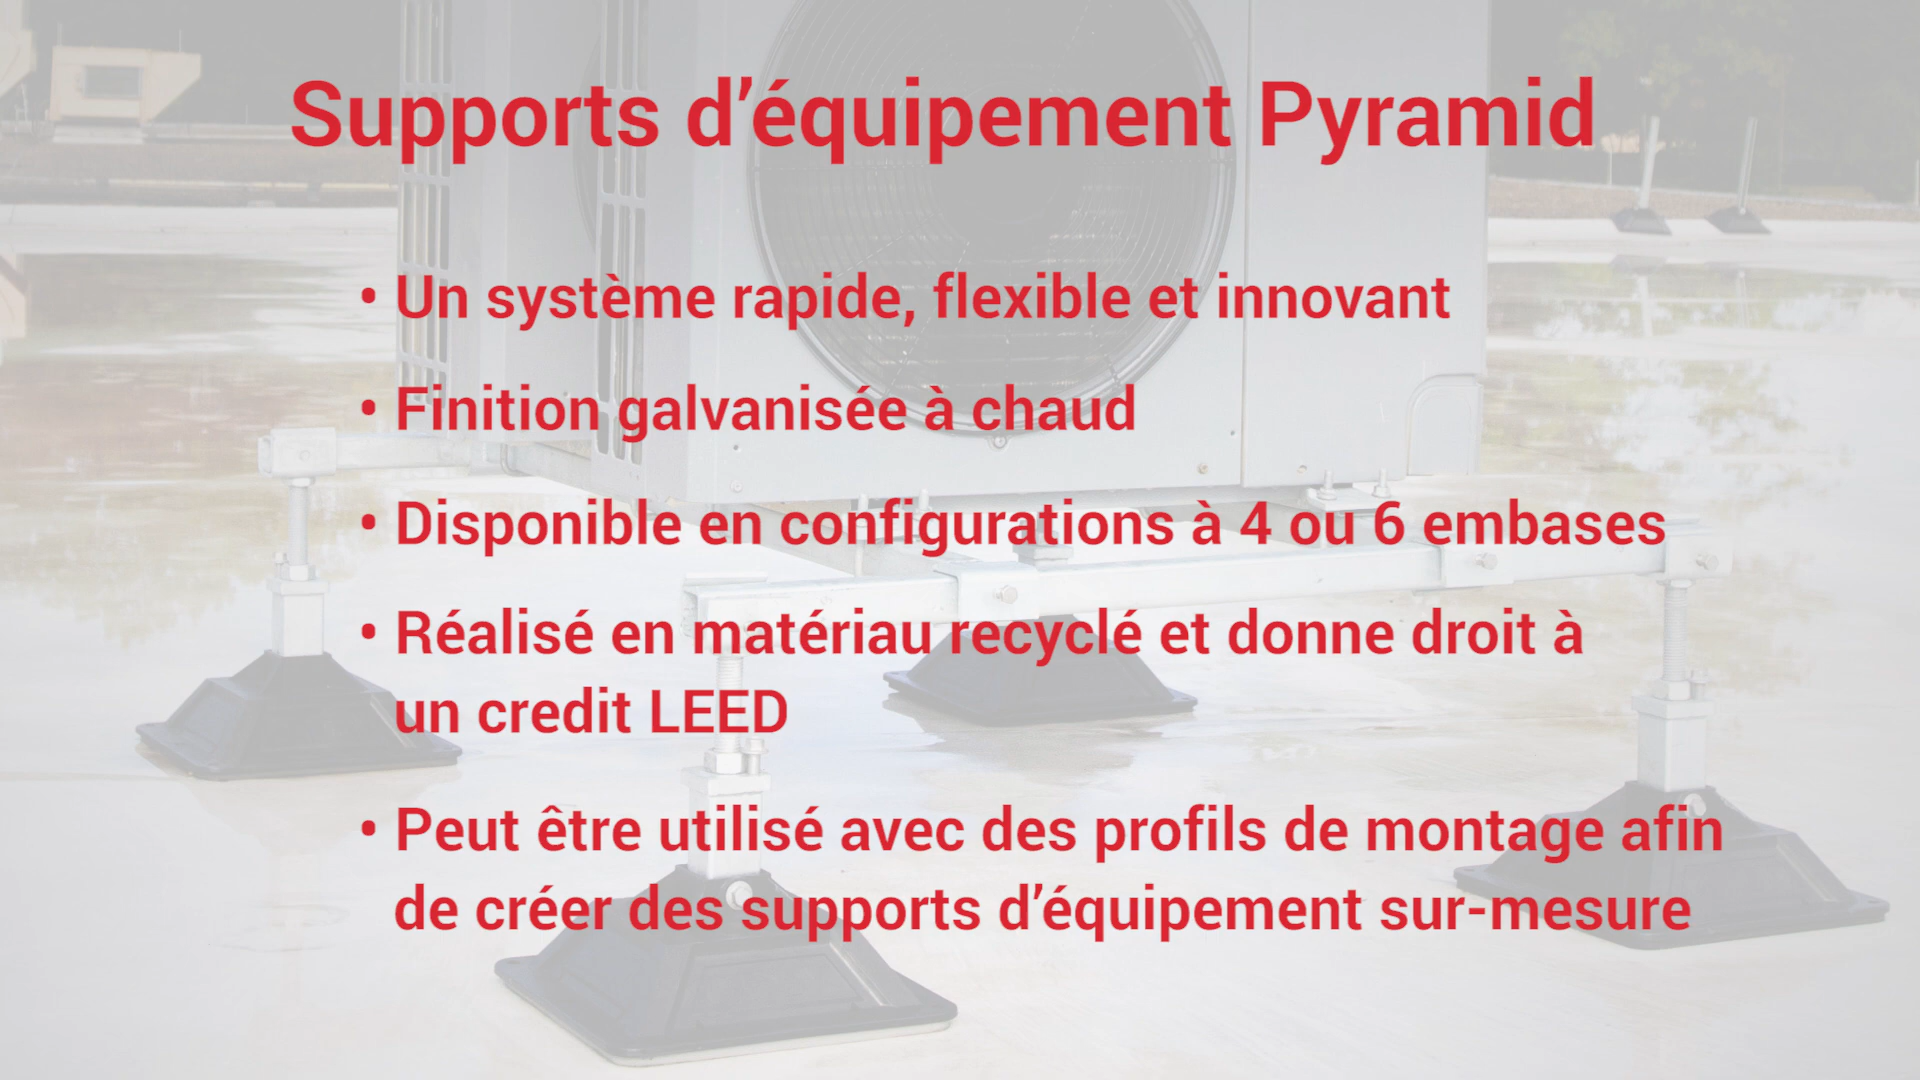 Supports d’équipement Pyramid
• Un système rapide, flexible et innovant
• Finition galvanisée à chaud
• Disponible en configurations à 4 ou 6 embases
• Réalisé en matériau recyclé et donne droit à
un credit LEED
• Peut être utilisé avec des profils de montage afin
de créer des supports d’équipement sur-mesure